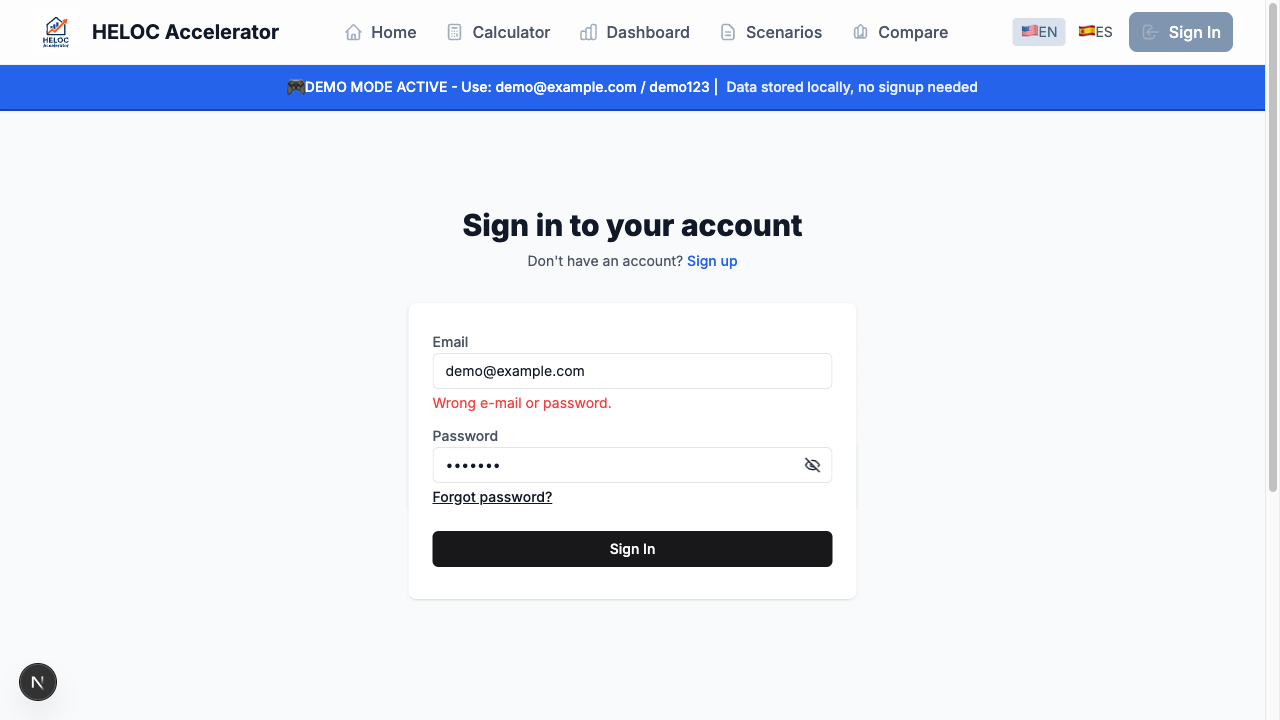 HELOC Accelerator
HELOC Accelerator
Home
Calculator
Dashboard
Scenarios
Compare
EN
ES
Sign In
DEMO MODE ACTIVE - Use: demo@example.com / demo123 | Data stored locally, no signup needed
Sign in to your account
Don't have an account? Sign up
Email
demo@example.com
Wrong e-mail or password.
Password
•••••••
Forgot password?
Sign In
N